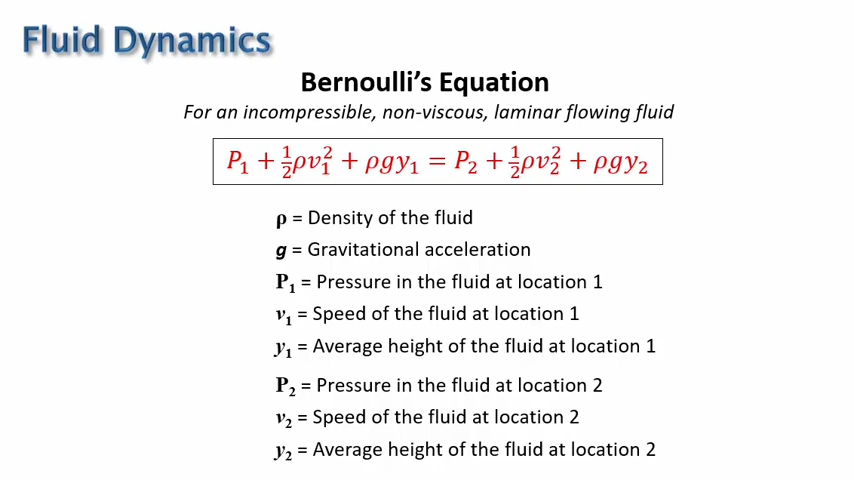 Fluid Dynamics
Bernoulli's Equation
For an incompressible, non-viscous, laminar flowing fluid
P₁ + ½ρv₁² + ρgy₁ = P₂ + ½ρv₂² + ρgy₂
ρ = Density of the fluid
g = Gravitational acceleration
P₁ = Pressure in the fluid at location 1
v₁ = Speed of the fluid at location 1
y₁ = Average height of the fluid at location 1
P₂ = Pressure in the fluid at location 2
v₂ = Speed of the fluid at location 2
y₂ = Average height of the fluid at location 2